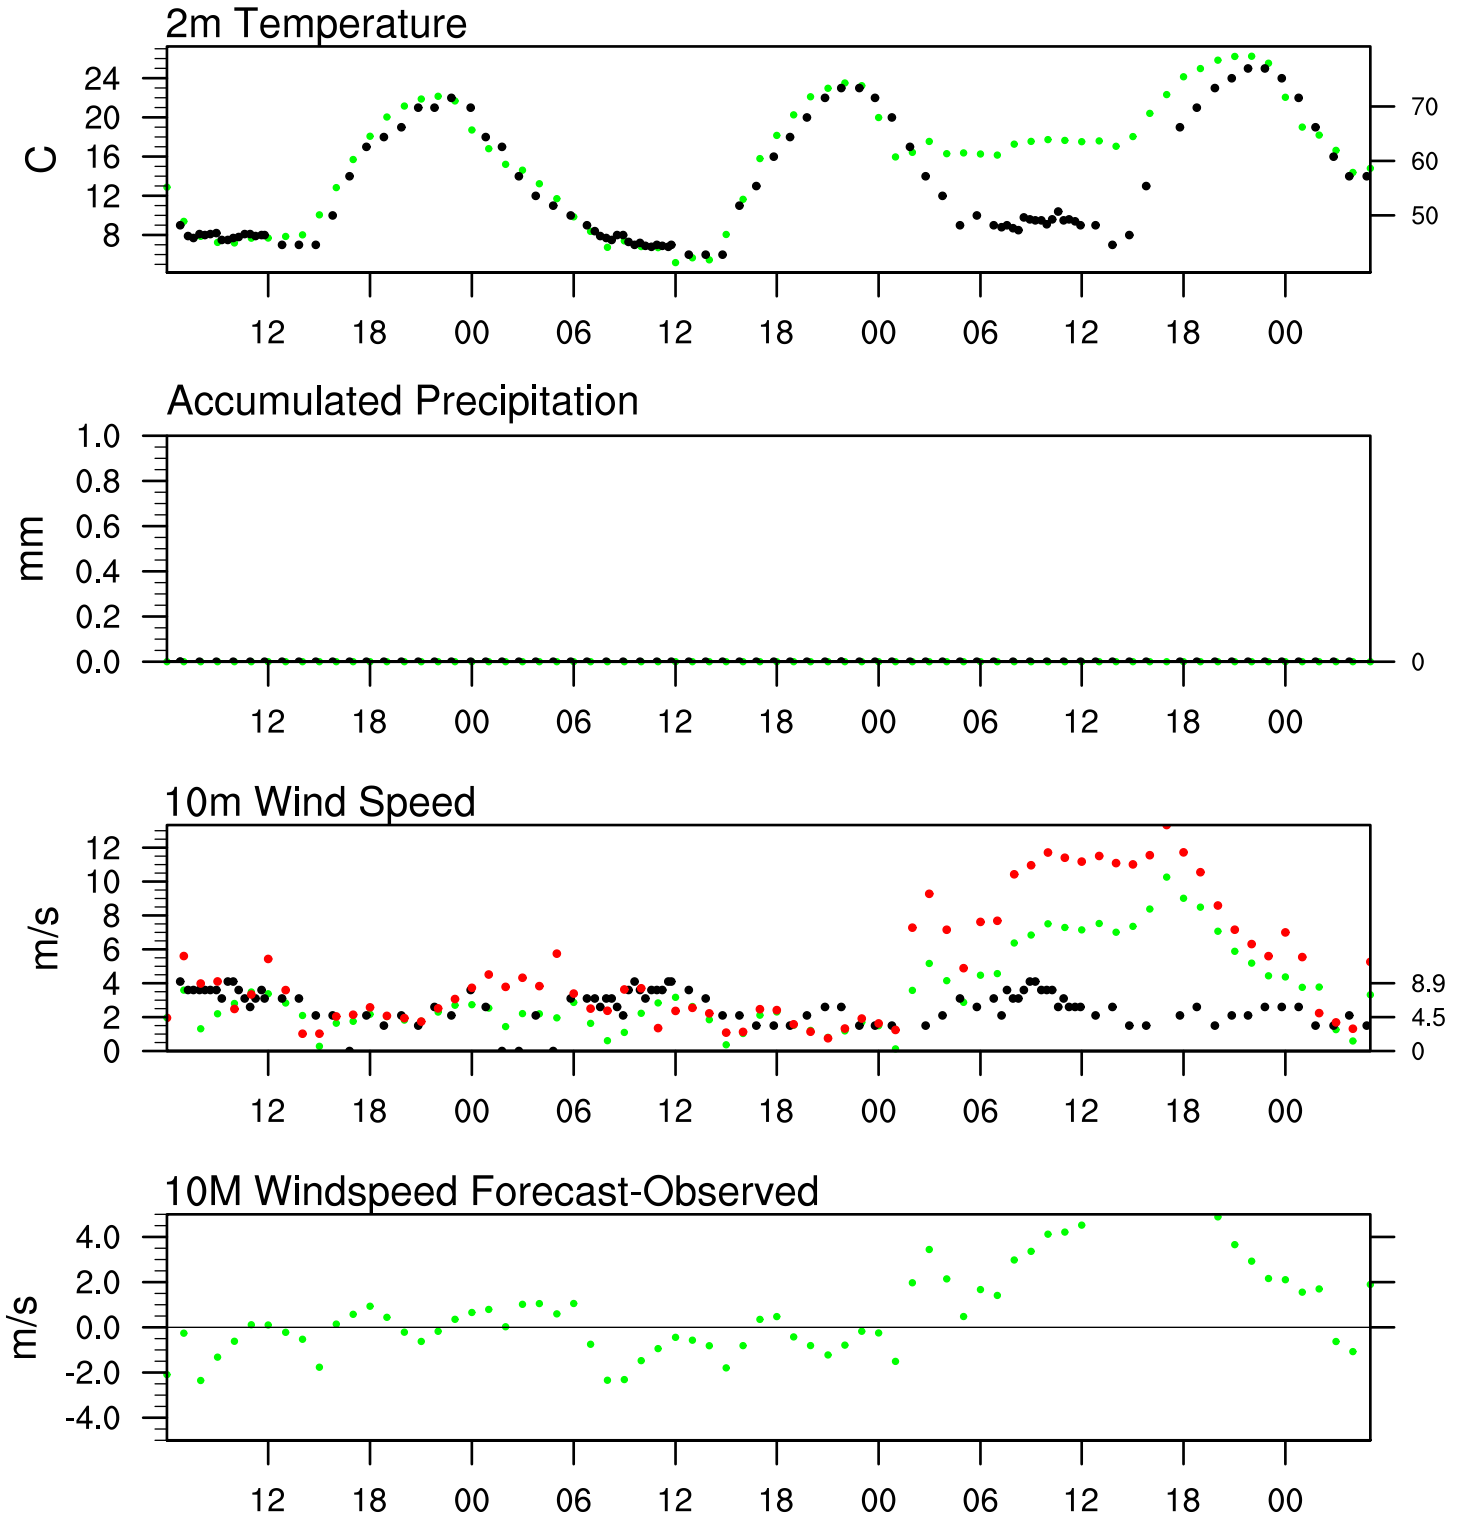 2m Temperature
24
20
16
12
8
C
70
60
50
12 18 00 06 12 18 00 06 12 18 00
Accumulated Precipitation
1.0
0.8
0.6
0.4
0.2
0.0
mm
0
12 18 00 06 12 18 00 06 12 18 00
10m Wind Speed
12
10
8
6
4
2
0
m/s
8.9
4.5
0
12 18 00 06 12 18 00 06 12 18 00
10M Windspeed Forecast-Observed
4.0
2.0
0.0
-2.0
-4.0
m/s
12 18 00 06 12 18 00 06 12 18 00